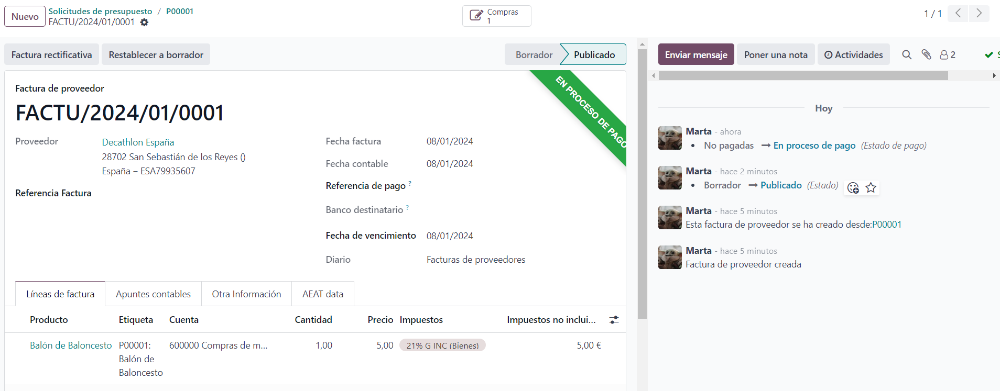 Nuevo
Solicitudes de presupuesto / P00001
FACTU/2024/01/0001
Compras
1
1 / 1
Factura rectificativa
Restablecer a borrador
Borrador
Publicado
Enviar mensaje
Poner una nota
Actividades
2
EN PROCESO DE PAGO
Factura de proveedor
FACTU/2024/01/0001
Proveedor
Decathlon España
28702 San Sebastián de los Reyes ()
España – ESA79935607
Referencia Factura
Fecha factura 08/01/2024
Fecha contable 08/01/2024
Referencia de pago ?
Banco destinatario ?
Fecha de vencimiento 08/01/2024
Diario Facturas de proveedores
Líneas de factura
Apuntes contables
Otra Información
AEAT data
Producto Etiqueta Cuenta Cantidad Precio Impuestos Impuestos no inclui...
Balón de Baloncesto P00001: 600000 Compras de m... 1,00 5,00 21% G INC (Bienes) 5,00 €
Balón de
Baloncesto
Hoy
Marta - ahora
• No pagadas → En proceso de pago (Estado de pago)
Marta - hace 2 minutos
• Borrador → Publicado (Estado)
Marta - hace 5 minutos
Esta factura de proveedor se ha creado desde:P00001
Marta - hace 5 minutos
Factura de proveedor creada